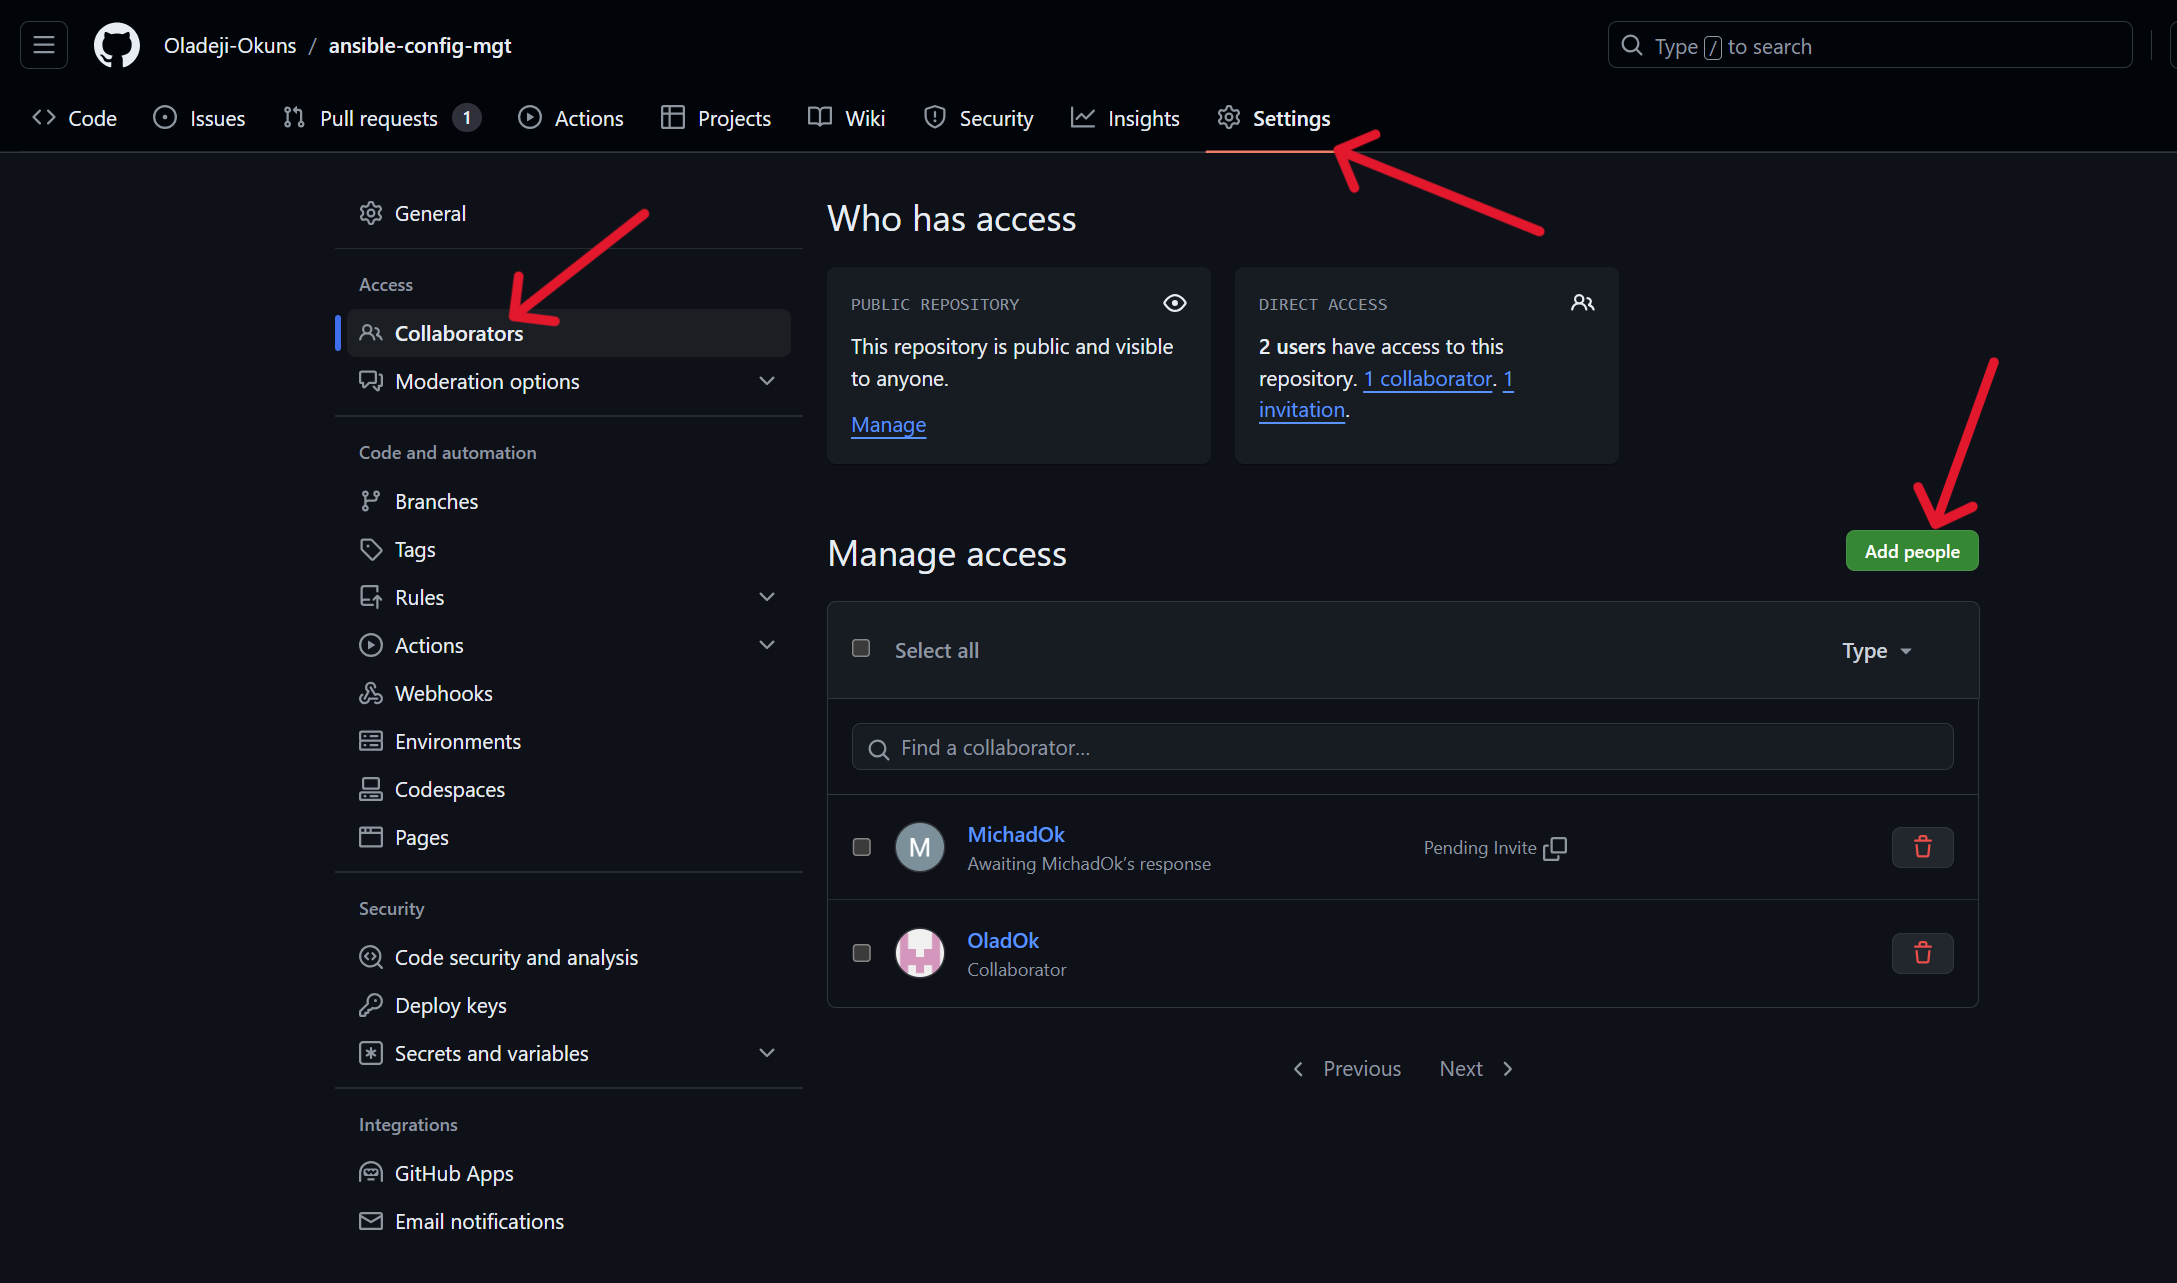 Oladeji-Okuns / ansible-config-mgt
Type / to search
Code Issues Pull requests 1 Actions Projects Wiki Security Insights Settings
General
Access
Collaborators
Moderation options
Code and automation
Branches
Tags
Rules
Actions
Webhooks
Environments
Codespaces
Pages
Security
Code security and analysis
Deploy keys
Secrets and variables
Integrations
GitHub Apps
Email notifications
Who has access
PUBLIC REPOSITORY
This repository is public and visible
to anyone.
Manage
DIRECT ACCESS
2 users have access to this
repository. 1 collaborator. 1
invitation.
Manage access
Add people
Select all
Type
Find a collaborator...
M
MichadOk
Awaiting MichadOk’s response
Pending Invite
OladOk
Collaborator
Previous Next